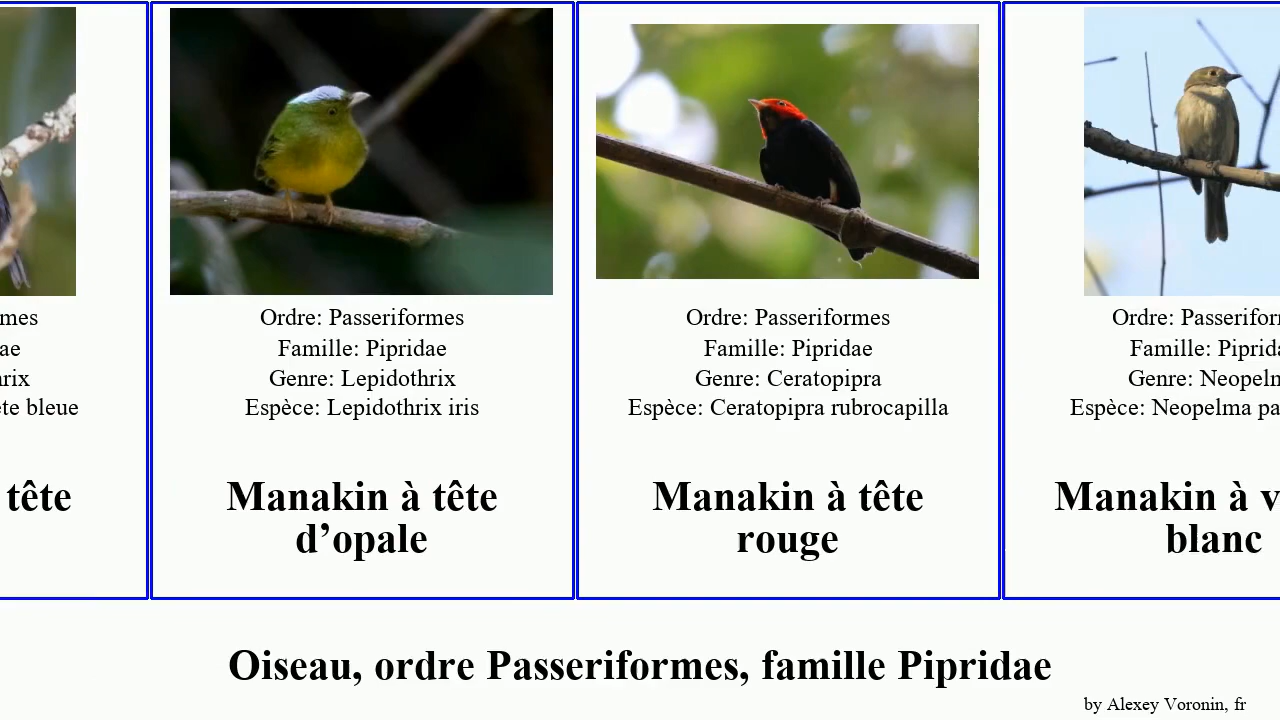 mes
ae
rix
te bleue
tête
Ordre: Passeriformes
Famille: Pipridae
Genre: Lepidothrix
Espèce: Lepidothrix iris
Manakin à tête
d’opale
Ordre: Passeriformes
Famille: Pipridae
Genre: Ceratopipra
Espèce: Ceratopipra rubrocapilla
Manakin à tête
rouge
Ordre: Passerifor
Famille: Piprid
Genre: Neopeln
Espèce: Neopelma pa
Manakin à v
blanc
Oiseau, ordre Passeriformes, famille Pipridae
by Alexey Voronin, fr